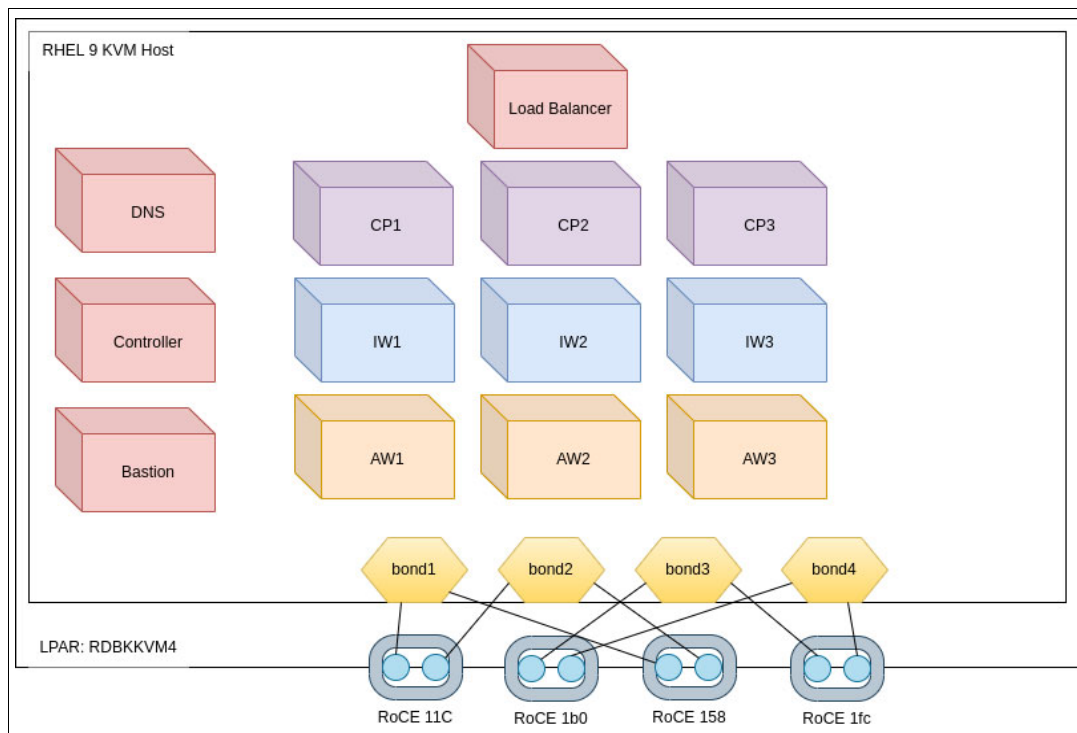 RHEL 9 KVM Host
Load Balancer
DNS
CP1
CP2
CP3
Controller
IW1
IW2
IW3
Bastion
AW1
AW2
AW3
bond1
bond2
bond3
bond4
LPAR: RDBKKVM4
RoCE 11C
RoCE 1b0
RoCE 158
RoCE 1fc